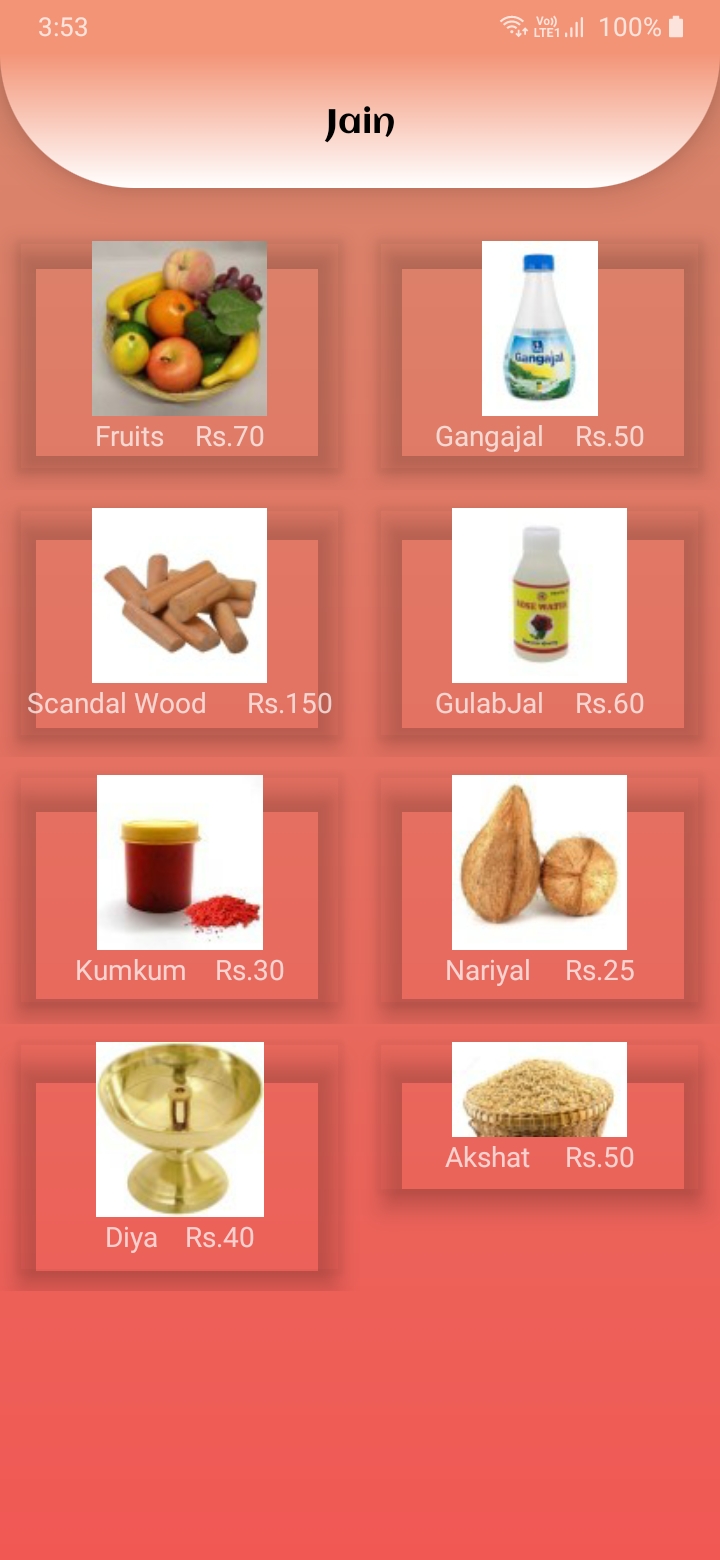 3:53 Vo)) LTE1 100%
Jain
Fruits Rs.70
Gangajal
Gangajal Rs.50
Scandal Wood Rs.150
ROSE WATER
GulabJal Rs.60
Kumkum Rs.30
Nariyal Rs.25
Diya Rs.40
Akshat Rs.50